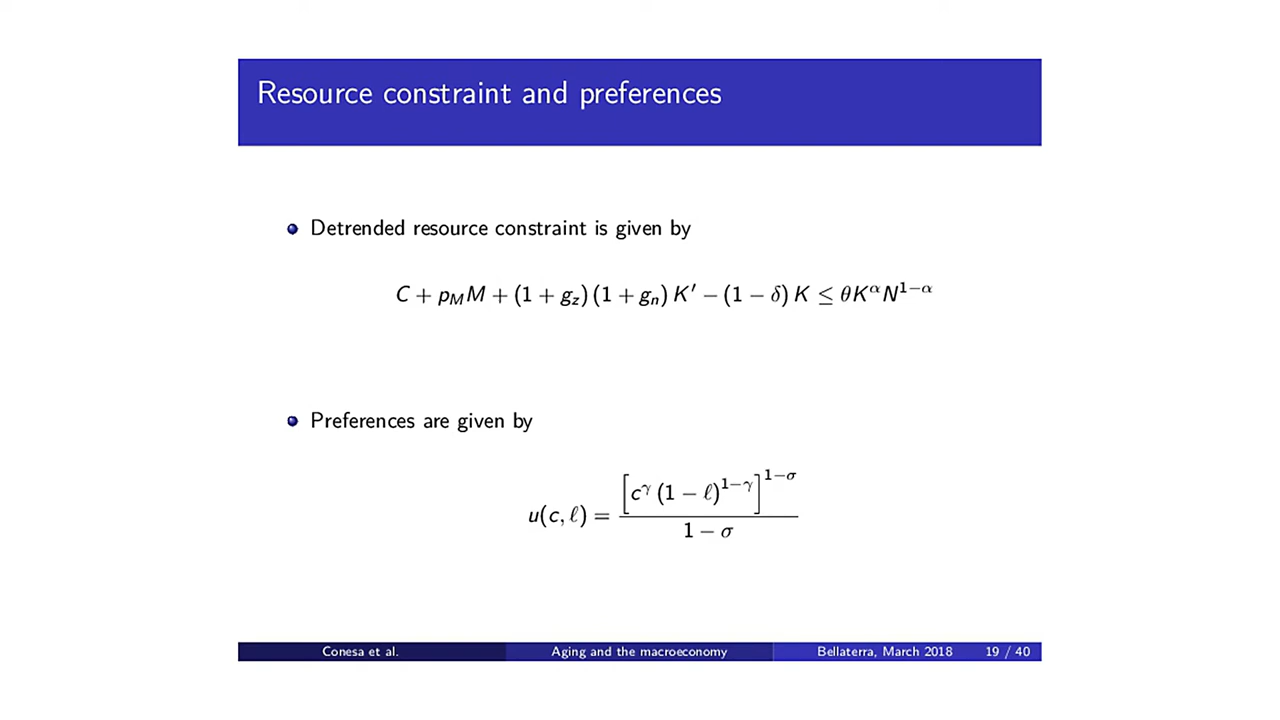 Resource constraint and preferences
Detrended resource constraint is given by
C + p_M M + (1 + g_z) (1 + g_n) K′ − (1 − δ) K ≤ θK^α N^{1−α}
Preferences are given by
u(c, ℓ) = [c^γ (1 − ℓ)^{1−γ}]^{1−σ} / (1 − σ)
Conesa et al. Aging and the macroeconomy Bellaterra, March 2018 19 / 40